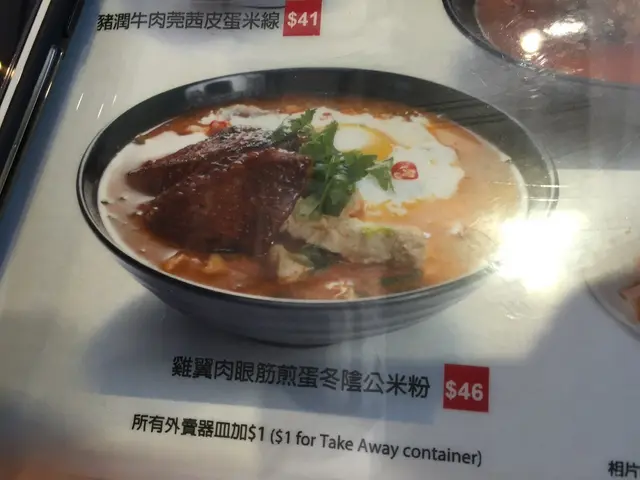 豬潤牛肉莞茜皮蛋米線 $41
雞翼肉眼筋煎蛋冬陰公米粉 $46
所有外賣器皿加$1 ($1 for Take Away container)
相片